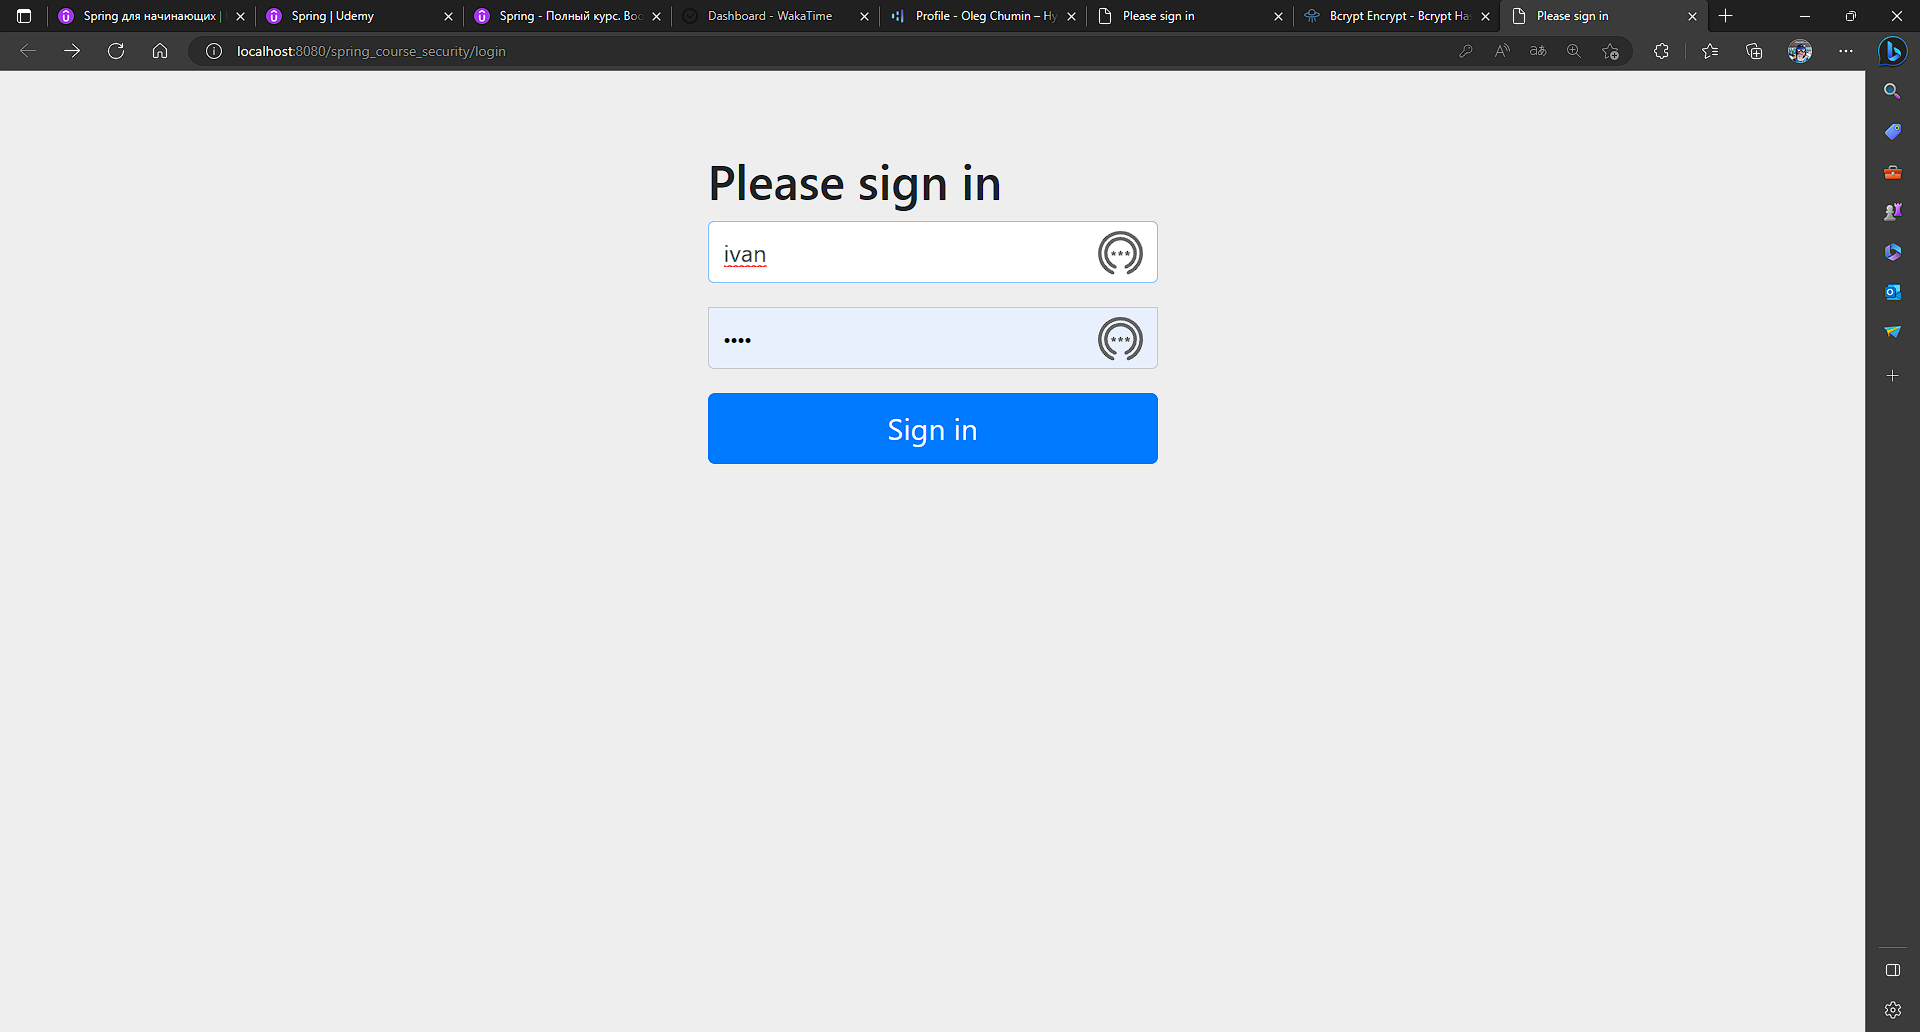 Spring для начинающих |
Spring | Udemy
Spring - Полный курс. Boo
Dashboard - WakaTime
Profile - Oleg Chumin – Hy
Please sign in
Bcrypt Encrypt - Bcrypt Ha
Please sign in
localhost:8080/spring_course_security/login
Please sign in
ivan
••••
Sign in